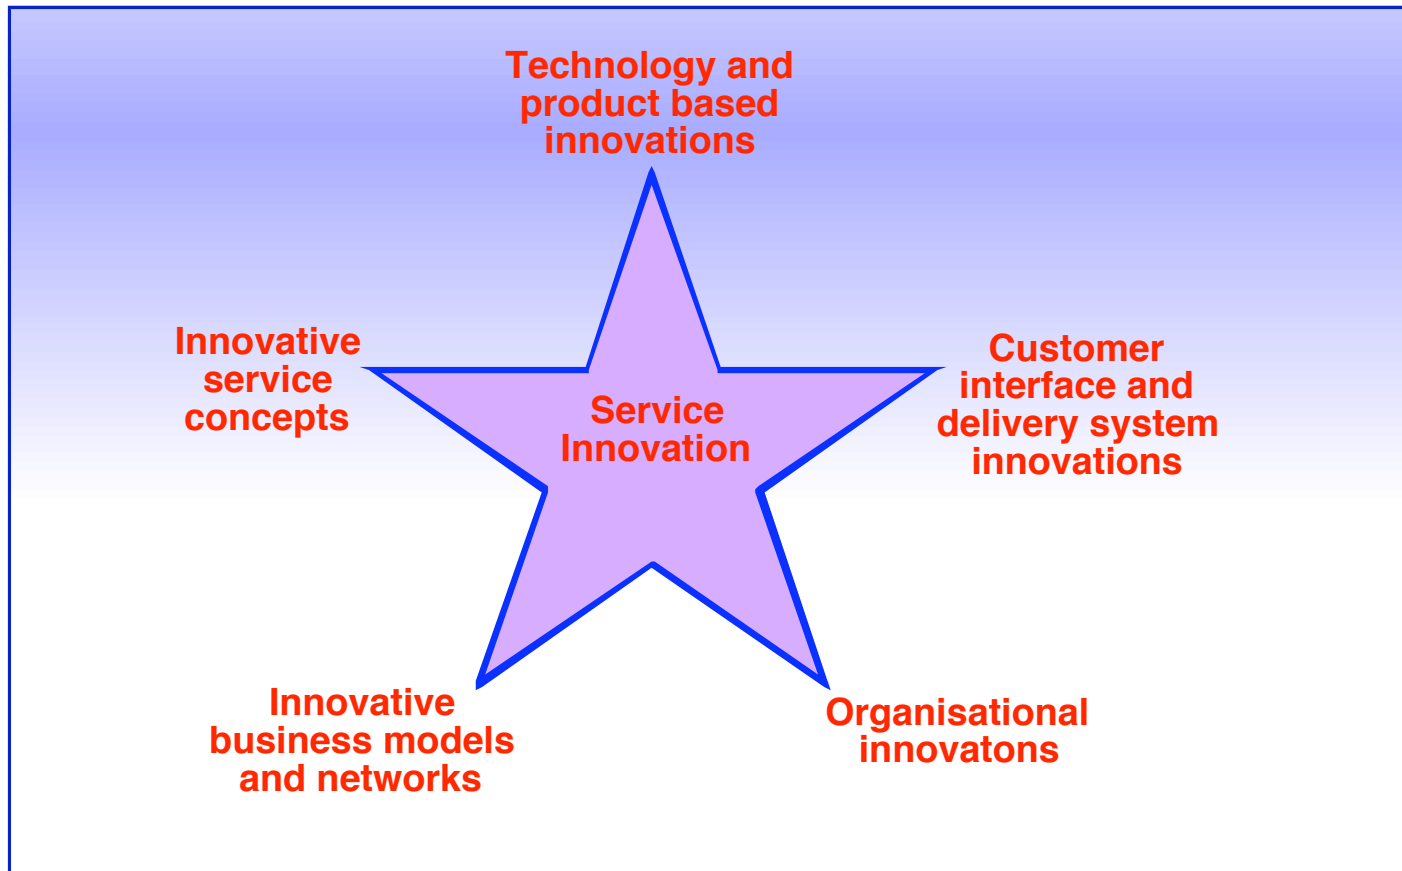 Technology and
product based
innovations
Innovative
service
concepts
Customer
interface and
delivery system
innovations
Service
Innovation
Innovative
business models
and networks
Organisational
innovatons